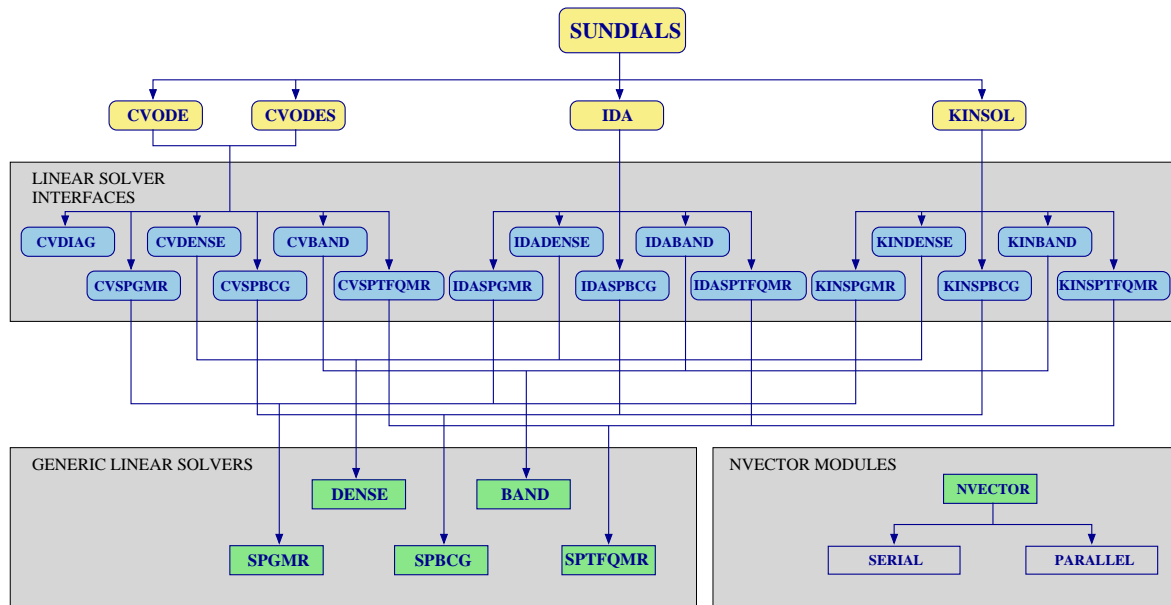 SUNDIALS
CVODE
CVODES
IDA
KINSOL
LINEAR SOLVER
INTERFACES
CVDIAG
CVDENSE
CVBAND
IDADENSE
IDABAND
KINDENSE
KINBAND
CVSPGMR
CVSPBCG
CVSPTFQMR
IDASPGMR
IDASPBCG
IDASPTFQMR
KINSPGMR
KINSPBCG
KINSPTFQMR
GENERIC LINEAR SOLVERS
DENSE
BAND
SPGMR
SPBCG
SPTFQMR
NVECTOR MODULES
NVECTOR
SERIAL
PARALLEL